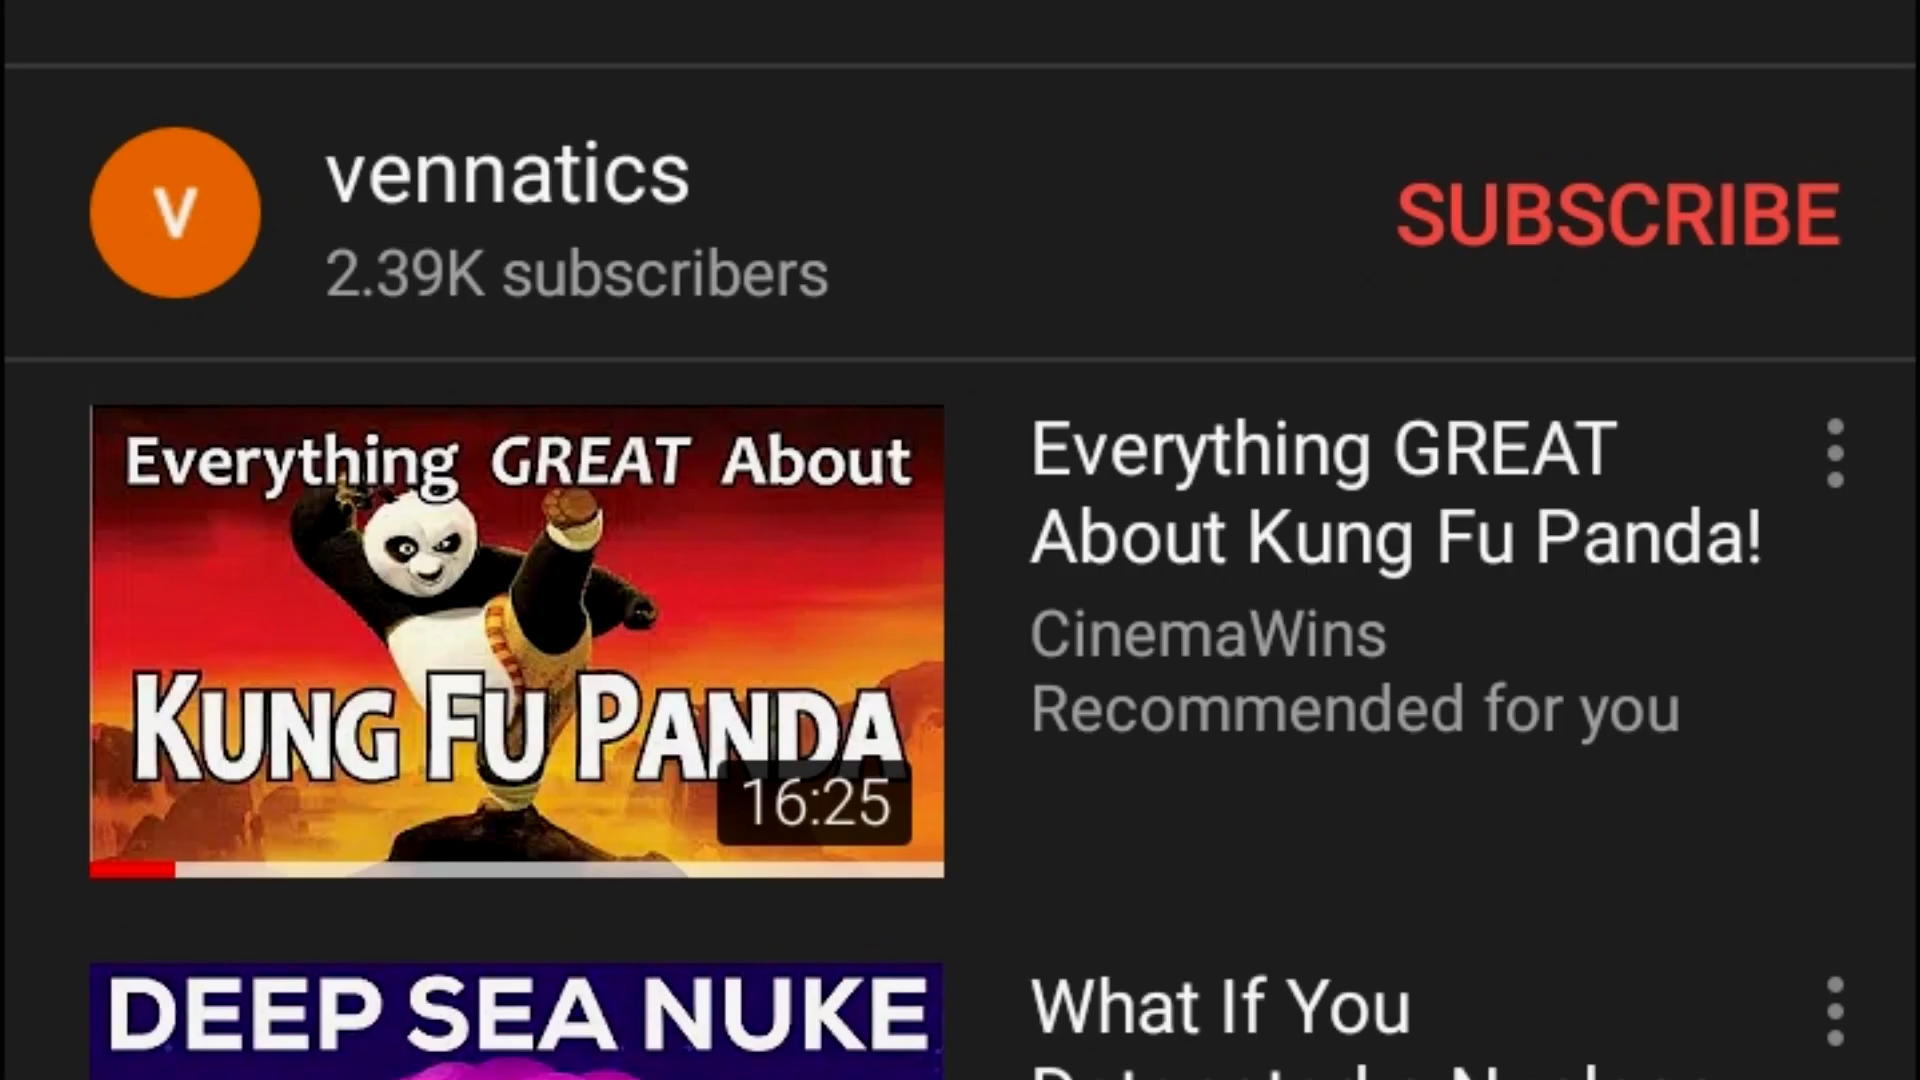 V
vennatics
2.39K subscribers
SUBSCRIBE
Everything GREAT About
KUNG FU PANDA
16:25
Everything GREAT
About Kung Fu Panda!
CinemaWins
Recommended for you
DEEP SEA NUKE
What If You